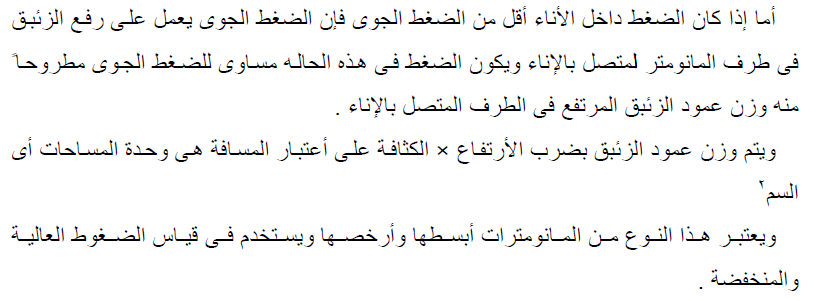 أما إذا كان الضغط داخل الأناء أقل من الضغط الجوى فإن الضغط الجوى يعمل على رفع الزئبق
فى طرف المانومتر لمتصل بالإناء ويكون الضغط فى هذه الحاله مساوى للضغط الجوى مطروحاً
منه وزن عمود الزئبق المرتفع فى الطرف المتصل بالإناء .
ويتم وزن عمود الزئبق بضرب الأرتفاع × الكثافة على أعتبار المسافة هى وحدة المساحات أى
السم٢
ويعتبر هذا النوع من المانومترات أبسطها وأرخصها ويستخدم فى قياس الضغوط العالية
والمنخفضة .